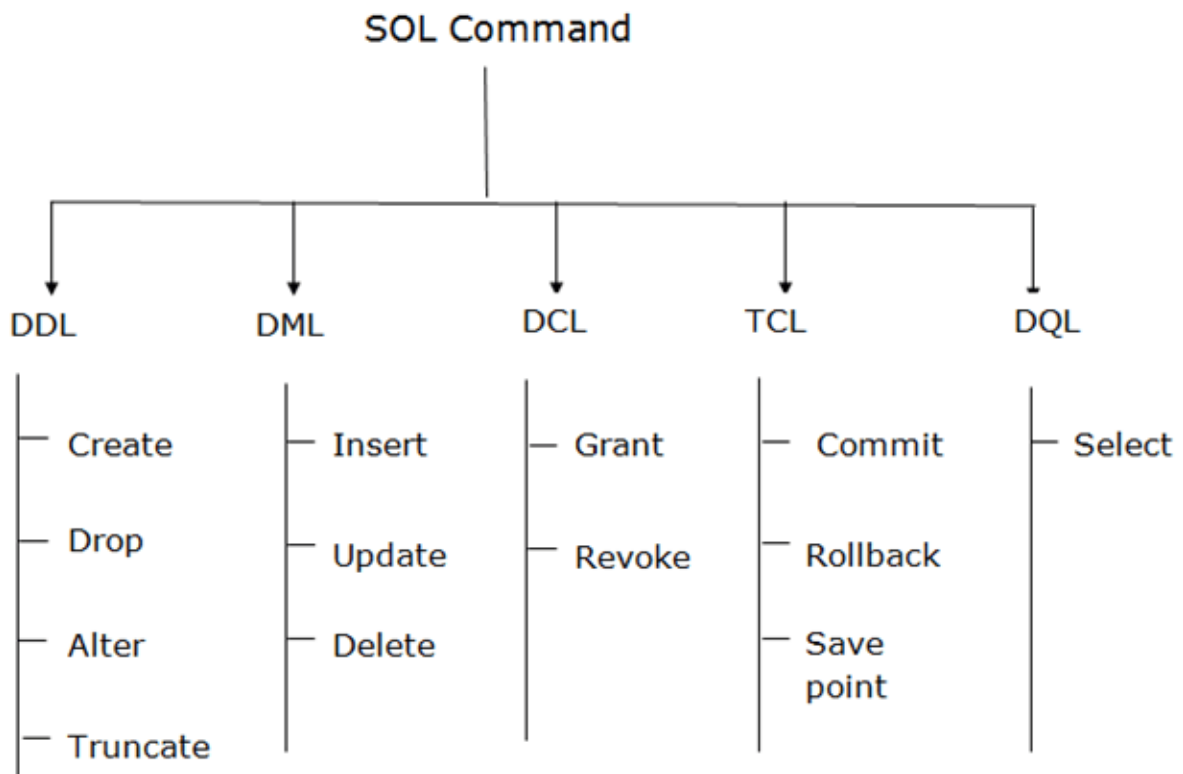 SOL Command
DDL
DML
DCL
TCL
DQL
Create
Drop
Alter
Truncate
Insert
Update
Delete
Grant
Revoke
Commit
Rollback
Save
point
Select